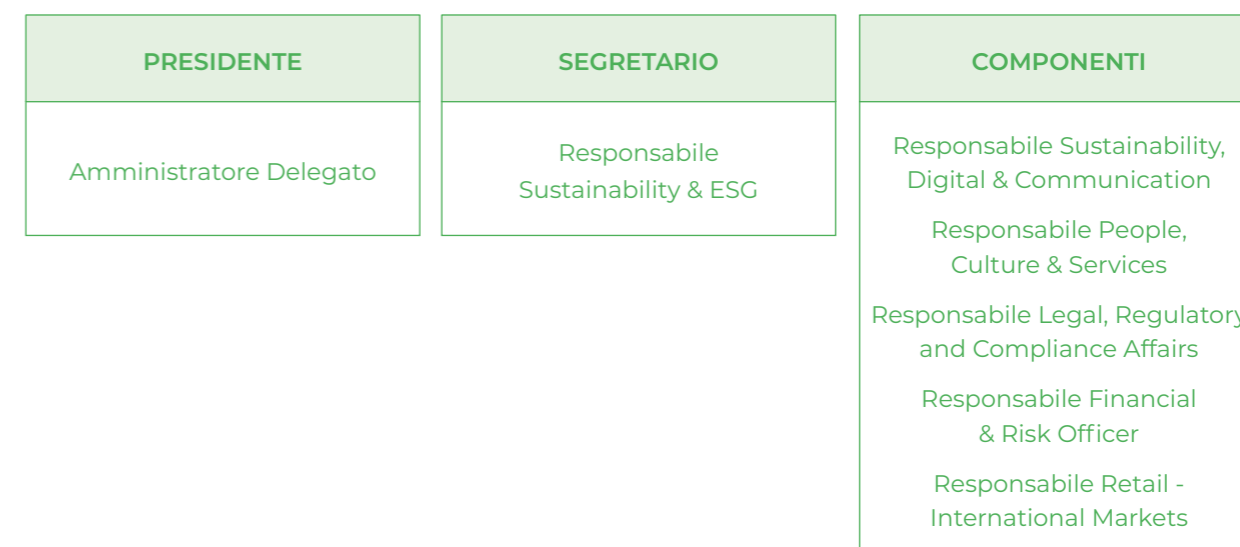 PRESIDENTE
Amministratore Delegato
SEGRETARIO
Responsabile
Sustainability & ESG
COMPONENTI
Responsabile Sustainability,
Digital & Communication
Responsabile People,
Culture & Services
Responsabile Legal, Regulatory
and Compliance Affairs
Responsabile Financial
& Risk Officer
Responsabile Retail -
International Markets